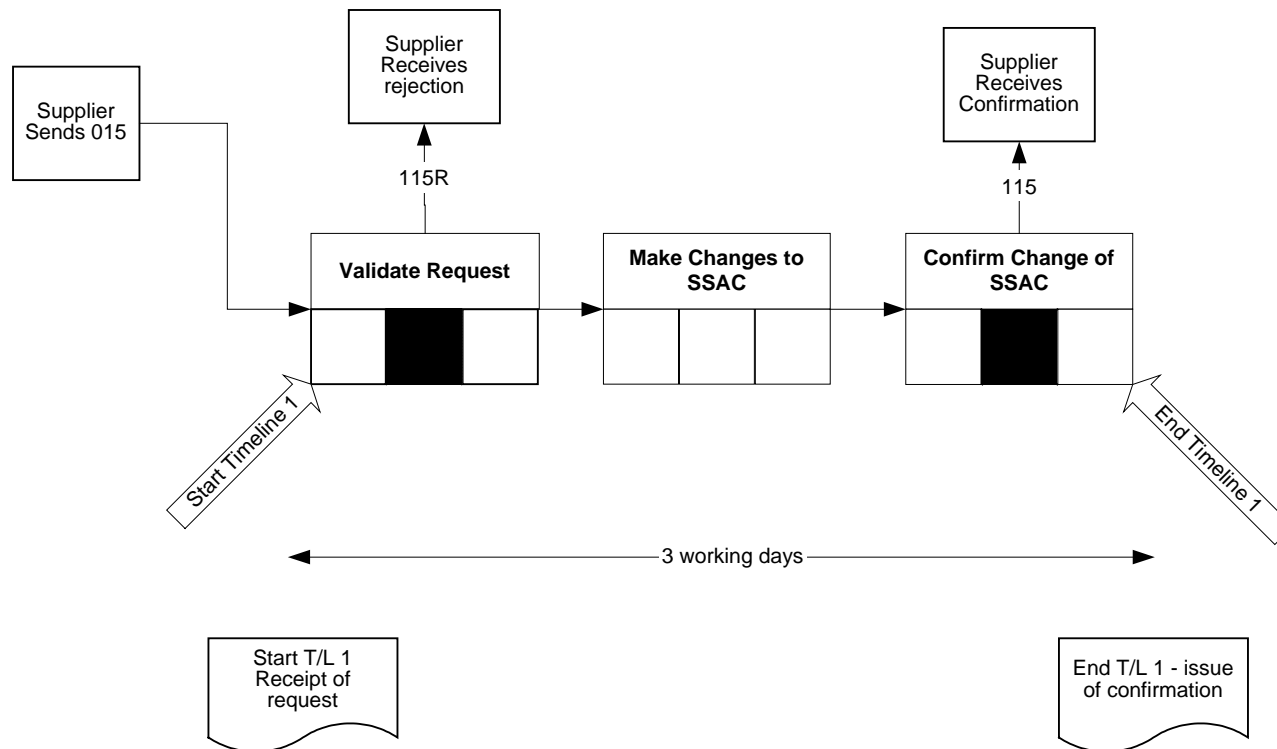 Supplier
Sends 015
Supplier
Receives
rejection
Supplier
Receives
Confirmation
115R
115
Validate Request
Make Changes to
SSAC
Confirm Change of
SSAC
Start Timeline 1
End Timeline 1
3 working days
Start T/L 1
Receipt of
request
End T/L 1 - issue
of confirmation